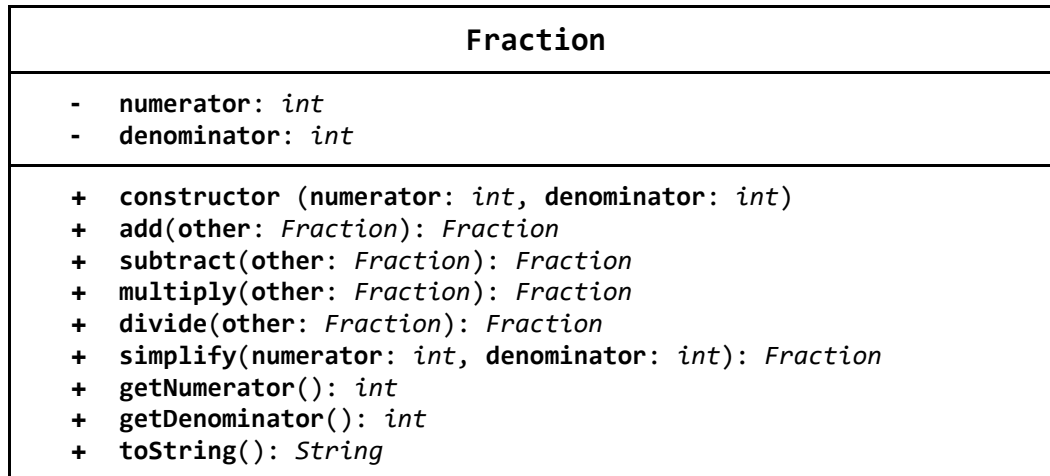 Fraction
- numerator: int
- denominator: int
+ constructor (numerator: int, denominator: int)
+ add(other: Fraction): Fraction
+ subtract(other: Fraction): Fraction
+ multiply(other: Fraction): Fraction
+ divide(other: Fraction): Fraction
+ simplify(numerator: int, denominator: int): Fraction
+ getNumerator(): int
+ getDenominator(): int
+ toString(): String